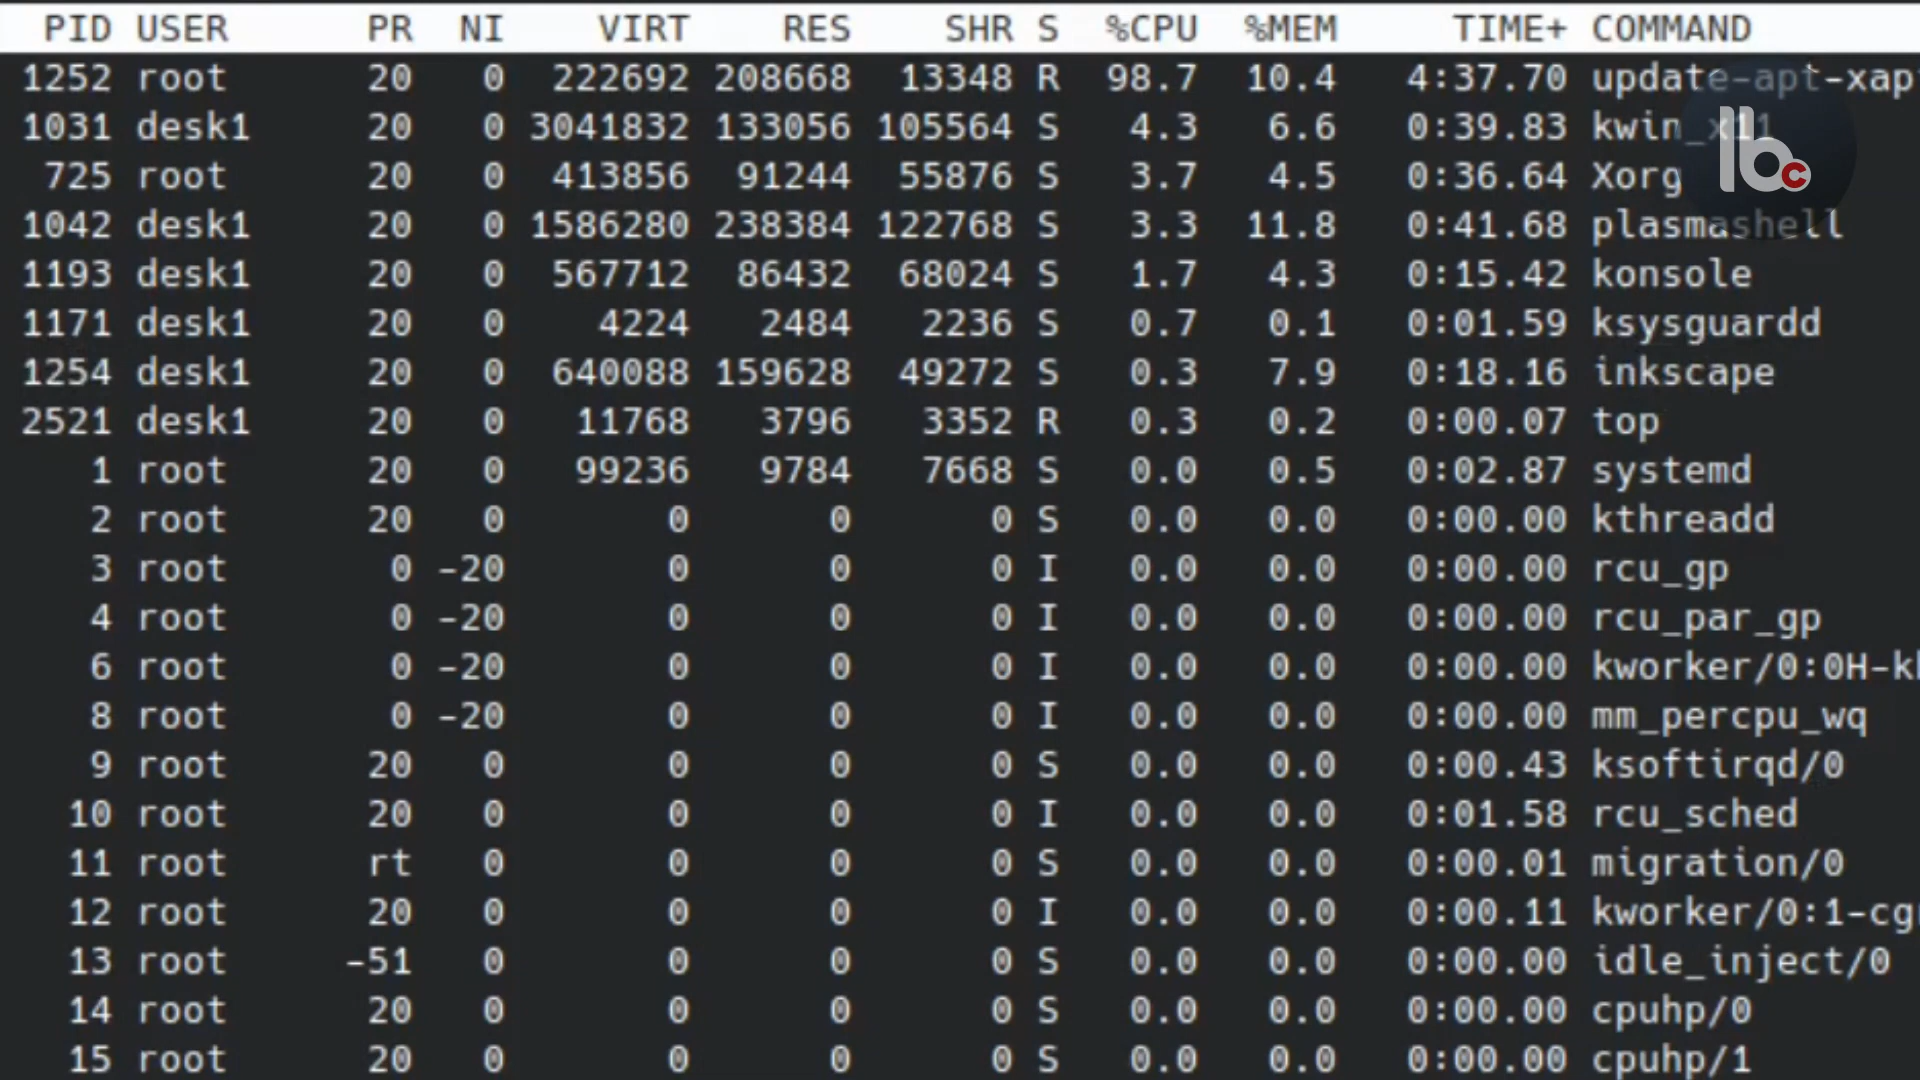 PID USER PR NI VIRT RES SHR S %CPU %MEM TIME+ COMMAND
1252 root 20 0 222692 208668 13348 R 98.7 10.4 4:37.70 update-apt-xap
1031 desk1 20 0 3041832 133056 105564 S 4.3 6.6 0:39.83 kwin_x11
725 root 20 0 413856 91244 55876 S 3.7 4.5 0:36.64 Xorg
lbc
1042 desk1 20 0 1586280 238384 122768 S 3.3 11.8 0:41.68 plasmashell
1193 desk1 20 0 567712 86432 68024 S 1.7 4.3 0:15.42 konsole
1171 desk1 20 0 4224 2484 2236 S 0.7 0.1 0:01.59 ksysguardd
1254 desk1 20 0 640088 159628 49272 S 0.3 7.9 0:18.16 inkscape
2521 desk1 20 0 11768 3796 3352 R 0.3 0.2 0:00.07 top
1 root 20 0 99236 9784 7668 S 0.0 0.5 0:02.87 systemd
2 root 20 0 0 0 0 S 0.0 0.0 0:00.00 kthreadd
3 root 0 -20 0 0 0 I 0.0 0.0 0:00.00 rcu_gp
4 root 0 -20 0 0 0 I 0.0 0.0 0:00.00 rcu_par_gp
6 root 0 -20 0 0 0 I 0.0 0.0 0:00.00 kworker/0:0H-k
8 root 0 -20 0 0 0 I 0.0 0.0 0:00.00 mm_percpu_wq
9 root 20 0 0 0 0 S 0.0 0.0 0:00.43 ksoftirqd/0
10 root 20 0 0 0 0 I 0.0 0.0 0:01.58 rcu_sched
11 root rt 0 0 0 0 S 0.0 0.0 0:00.01 migration/0
12 root 20 0 0 0 0 I 0.0 0.0 0:00.11 kworker/0:1-cg
13 root -51 0 0 0 0 S 0.0 0.0 0:00.00 idle_inject/0
14 root 20 0 0 0 0 S 0.0 0.0 0:00.00 cpuhp/0
15 root 20 0 0 0 0 S 0.0 0.0 0:00.00 cpuhp/1